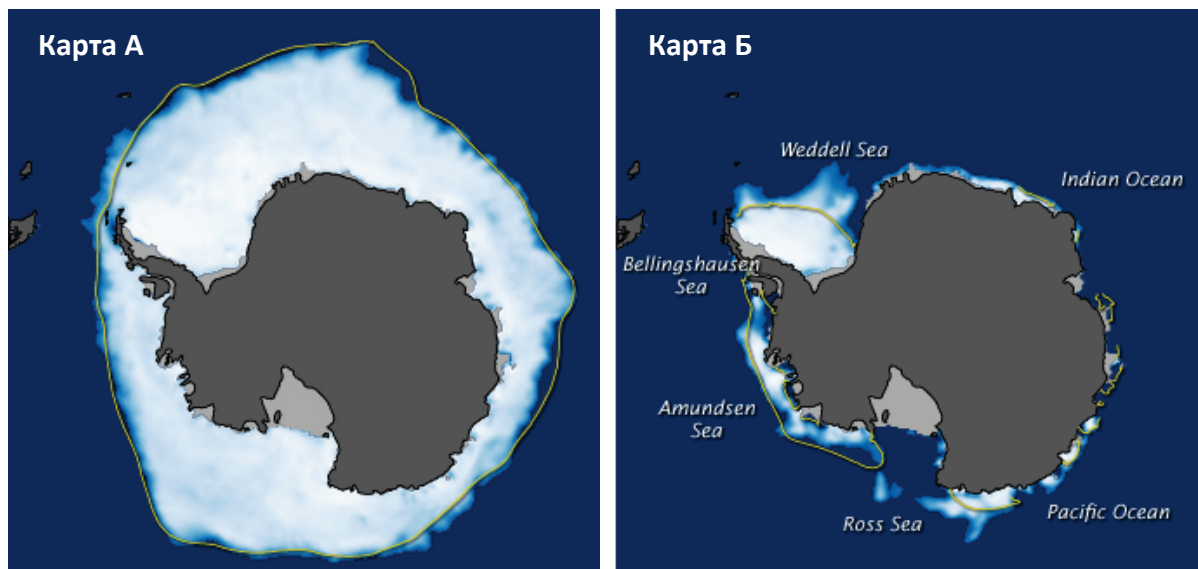 Карта А
Карта Б
Weddell Sea
Indian Ocean
Bellingshausen
Sea
Amundsen
Sea
Ross Sea
Pacific Ocean